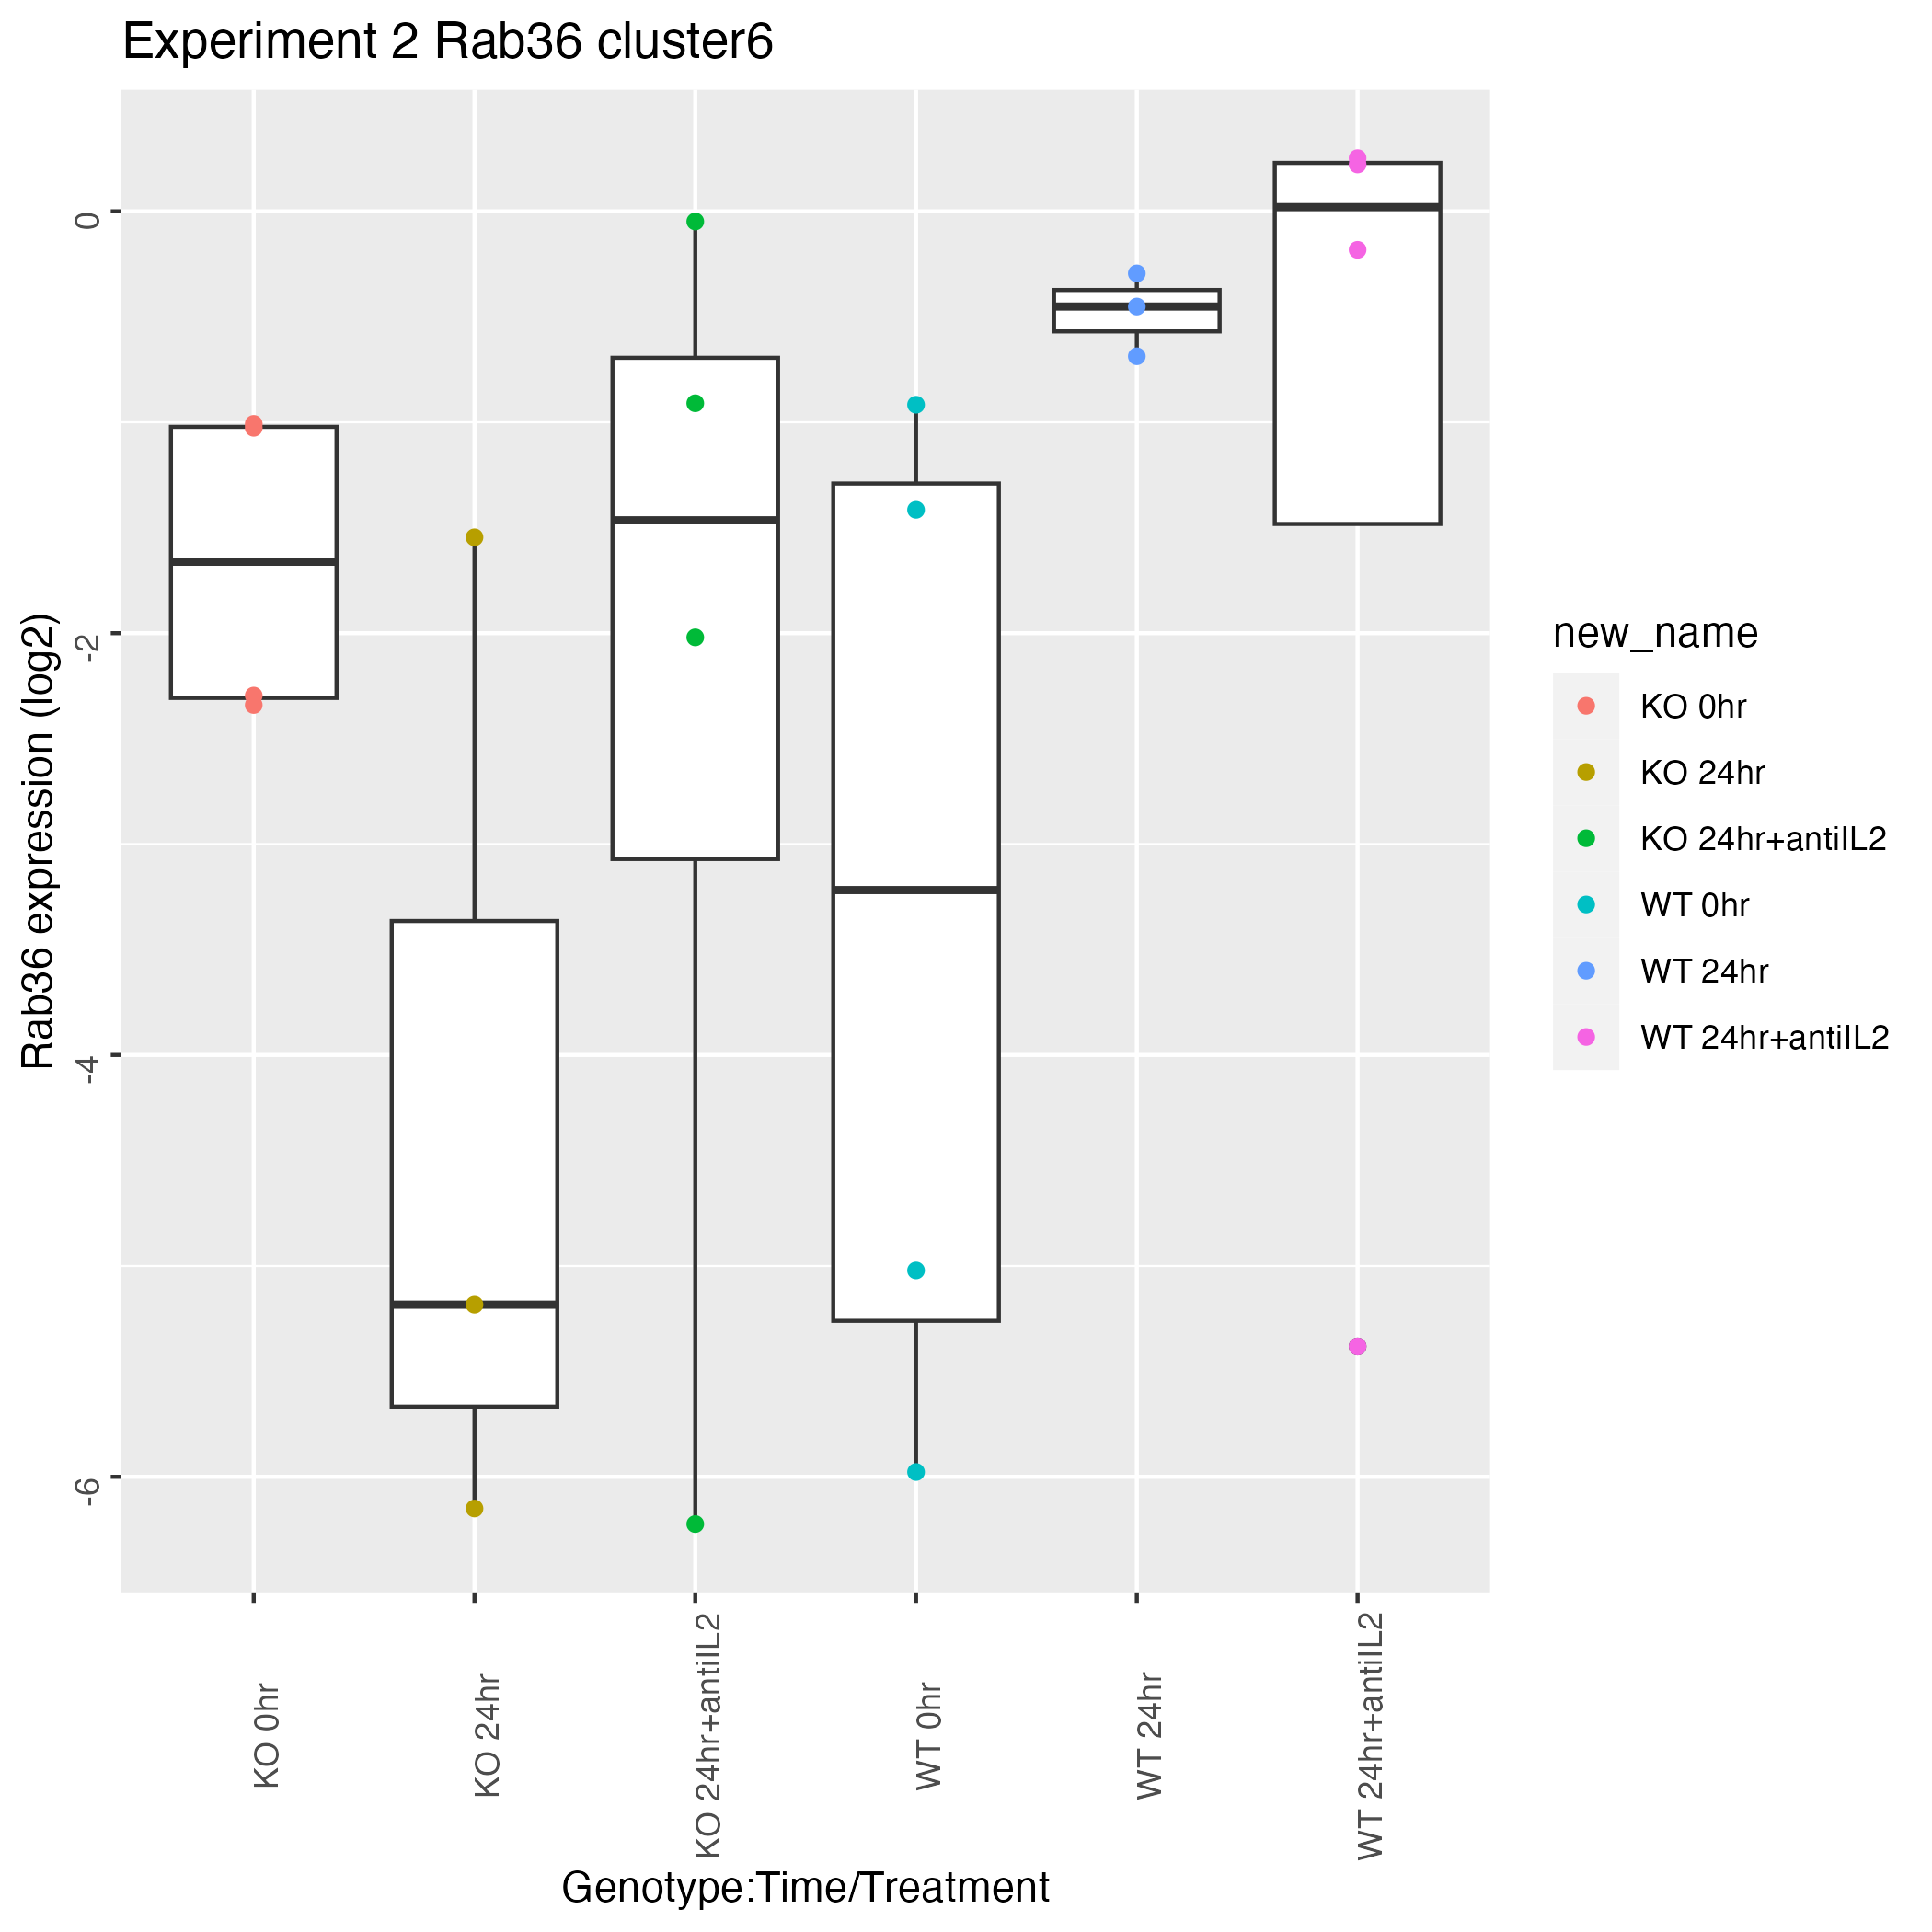 Experiment 2 Rab36 cluster6
0
-2
-4
-6
Rab36 expression (log2)
KO 0hr
KO 24hr
KO 24hr+antiIL2
WT 0hr
WT 24hr
WT 24hr+antiIL2
Genotype:Time/Treatment
new_name
KO 0hr
KO 24hr
KO 24hr+antiIL2
WT 0hr
WT 24hr
WT 24hr+antiIL2